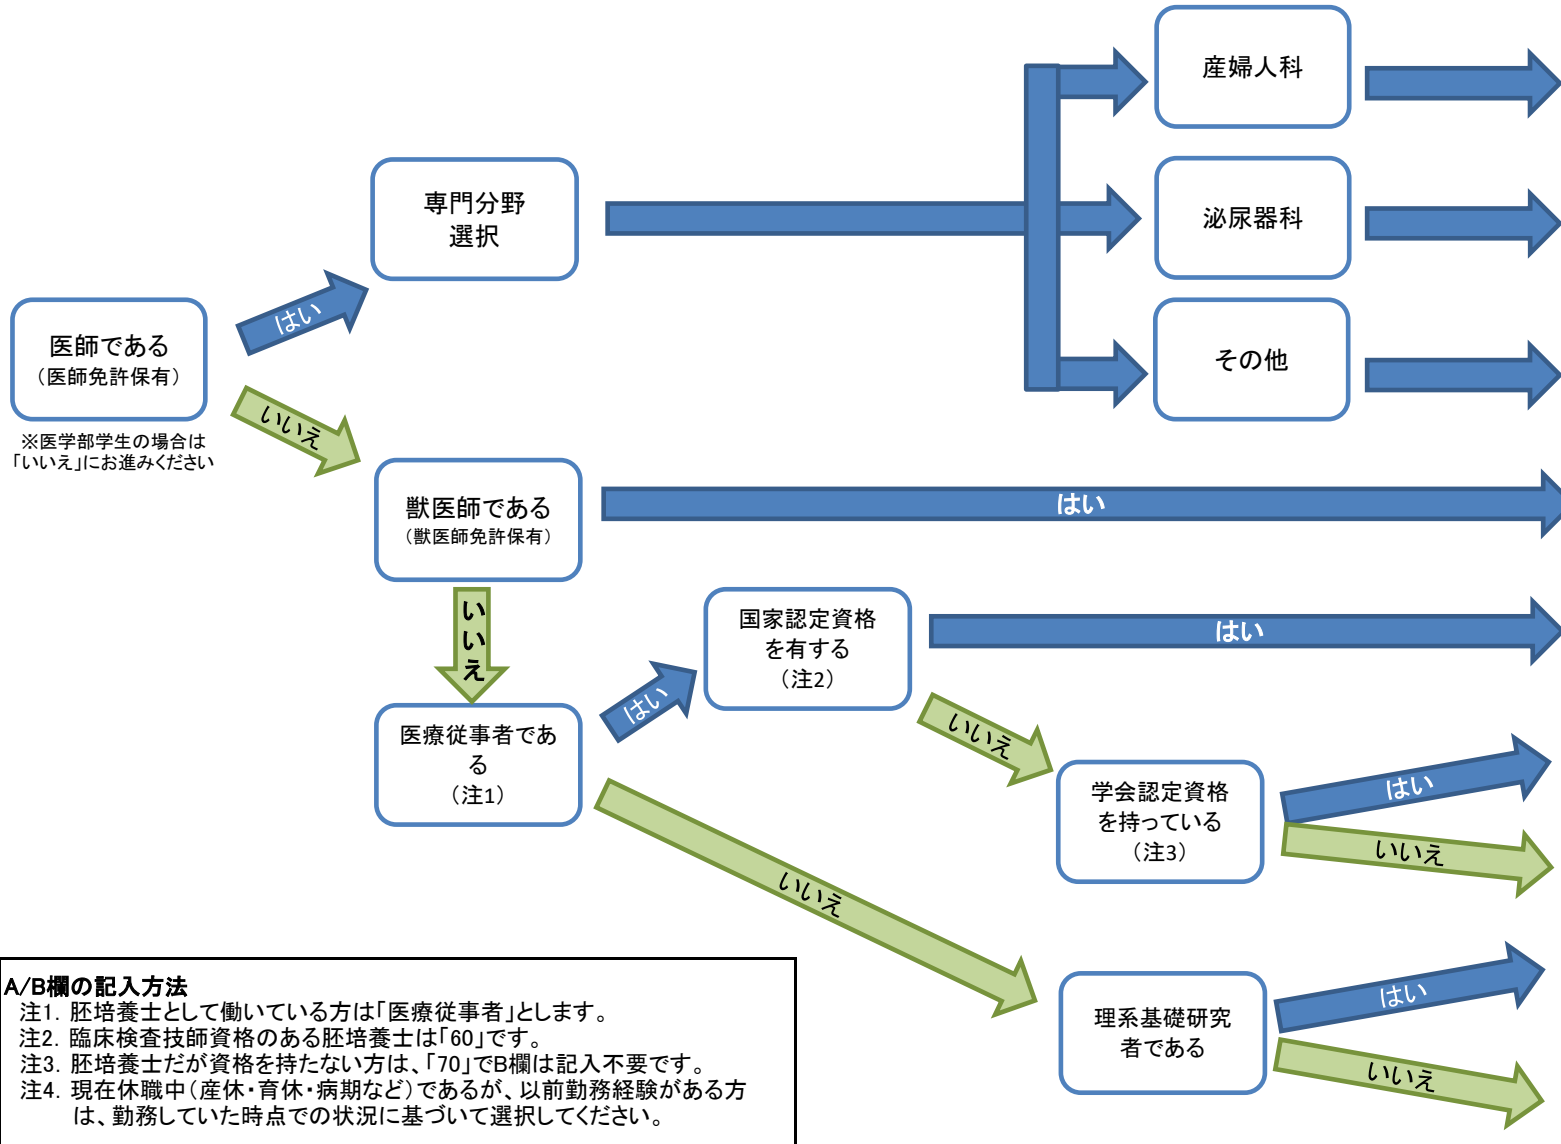 産婦人科
専門分野
選択
泌尿器科
はい
医師である
（医師免許保有）
その他
いいえ
※医学部学生の場合は
「いいえ」にお進みください
獣医師である
（獣医師免許保有）
はい
いいえ
国家認定資格
を有する
（注2）
はい
医療従事者であ
る
（注1）
はい
いいえ
学会認定資格
を持っている
（注3）
はい
いいえ
いいえ
理系基礎研究
者である
はい
いいえ
A/B欄の記入方法
注1. 胚培養士として働いている方は「医療従事者」とします。
注2. 臨床検査技師資格のある胚培養士は「60」です。
注3. 胚培養士だが資格を持たない方は、「70」でB欄は記入不要です。
注4. 現在休職中（産休・育休・病期など）であるが、以前勤務経験がある方
は、勤務していた時点での状況に基づいて選択してください。